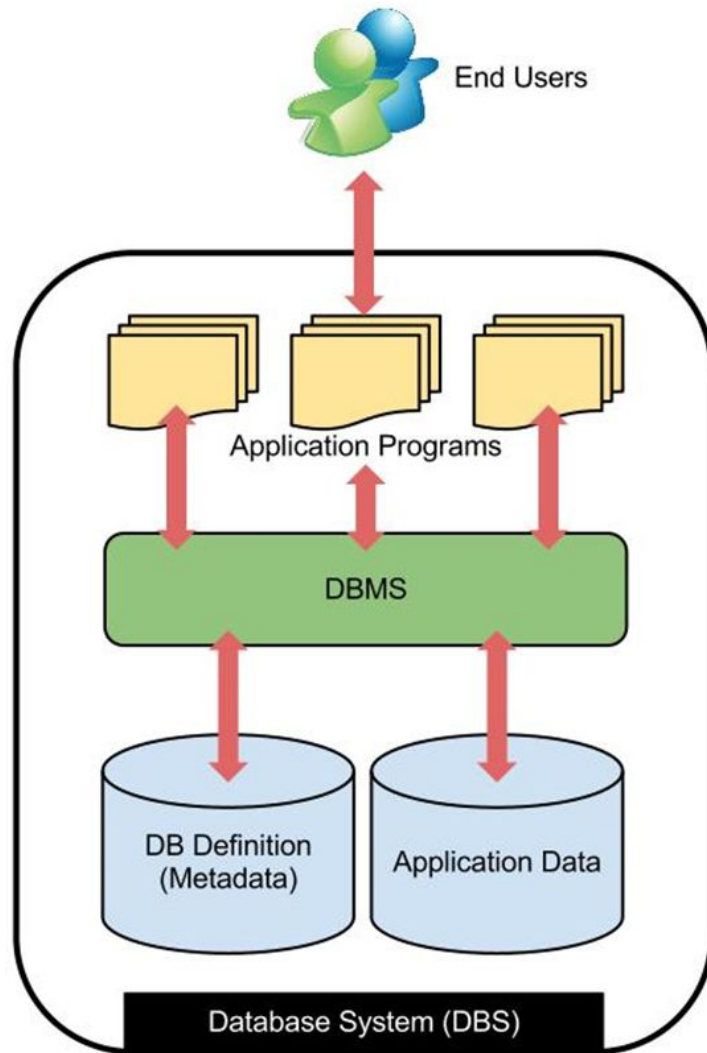 End Users
Application Programs
DBMS
DB Definition
(Metadata)
Application Data
Database System (DBS)